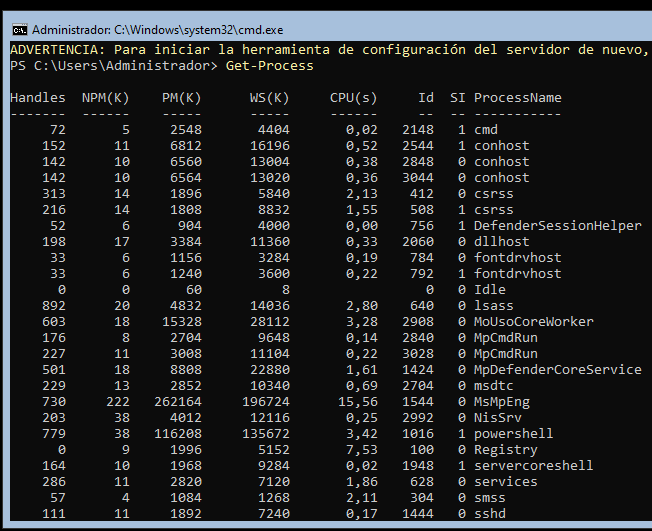 Administrador: C:\Windows\system32\cmd.exe
ADVERTENCIA: Para iniciar la herramienta de configuración del servidor de nuevo,
PS C:\Users\Administrador> Get-Process
Handles NPM(K) PM(K) WS(K) CPU(s) Id SI ProcessName
------- ------ ----- ----- ------ -- -- -----------
72 5 2548 4404 0,02 2148 1 cmd
152 11 6812 16196 0,52 2544 1 conhost
142 10 6560 13004 0,38 2848 0 conhost
142 10 6564 13020 0,36 3044 0 conhost
313 14 1896 5840 2,13 412 0 csrss
216 14 1808 8832 1,55 508 1 csrss
52 6 904 4000 0,00 756 1 DefenderSessionHelper
198 17 3384 11360 0,33 2060 0 dllhost
33 6 1156 3284 0,19 784 0 fontdrvhost
33 6 1240 3600 0,22 792 1 fontdrvhost
0 0 60 8 0 0 Idle
892 20 4832 14036 2,80 640 0 lsass
603 18 15328 28112 3,28 2908 0 MoUsoCoreWorker
176 8 2704 9648 0,14 2840 0 MpCmdRun
227 11 3008 11104 0,22 3028 0 MpCmdRun
501 18 8808 22880 1,61 1424 0 MpDefenderCoreService
229 13 2852 10340 0,69 2704 0 msdtc
730 222 262164 196724 15,56 1544 0 MsMpEng
203 38 4012 12116 0,25 2992 0 NisSrv
779 38 116208 135672 3,42 1016 1 powershell
0 9 1996 5152 7,53 100 0 Registry
164 10 1968 9284 0,02 1948 1 servercoreshell
286 11 2820 7120 1,86 628 0 services
57 4 1084 1268 2,11 304 0 smss
111 11 1892 7240 0,17 1444 0 sshd